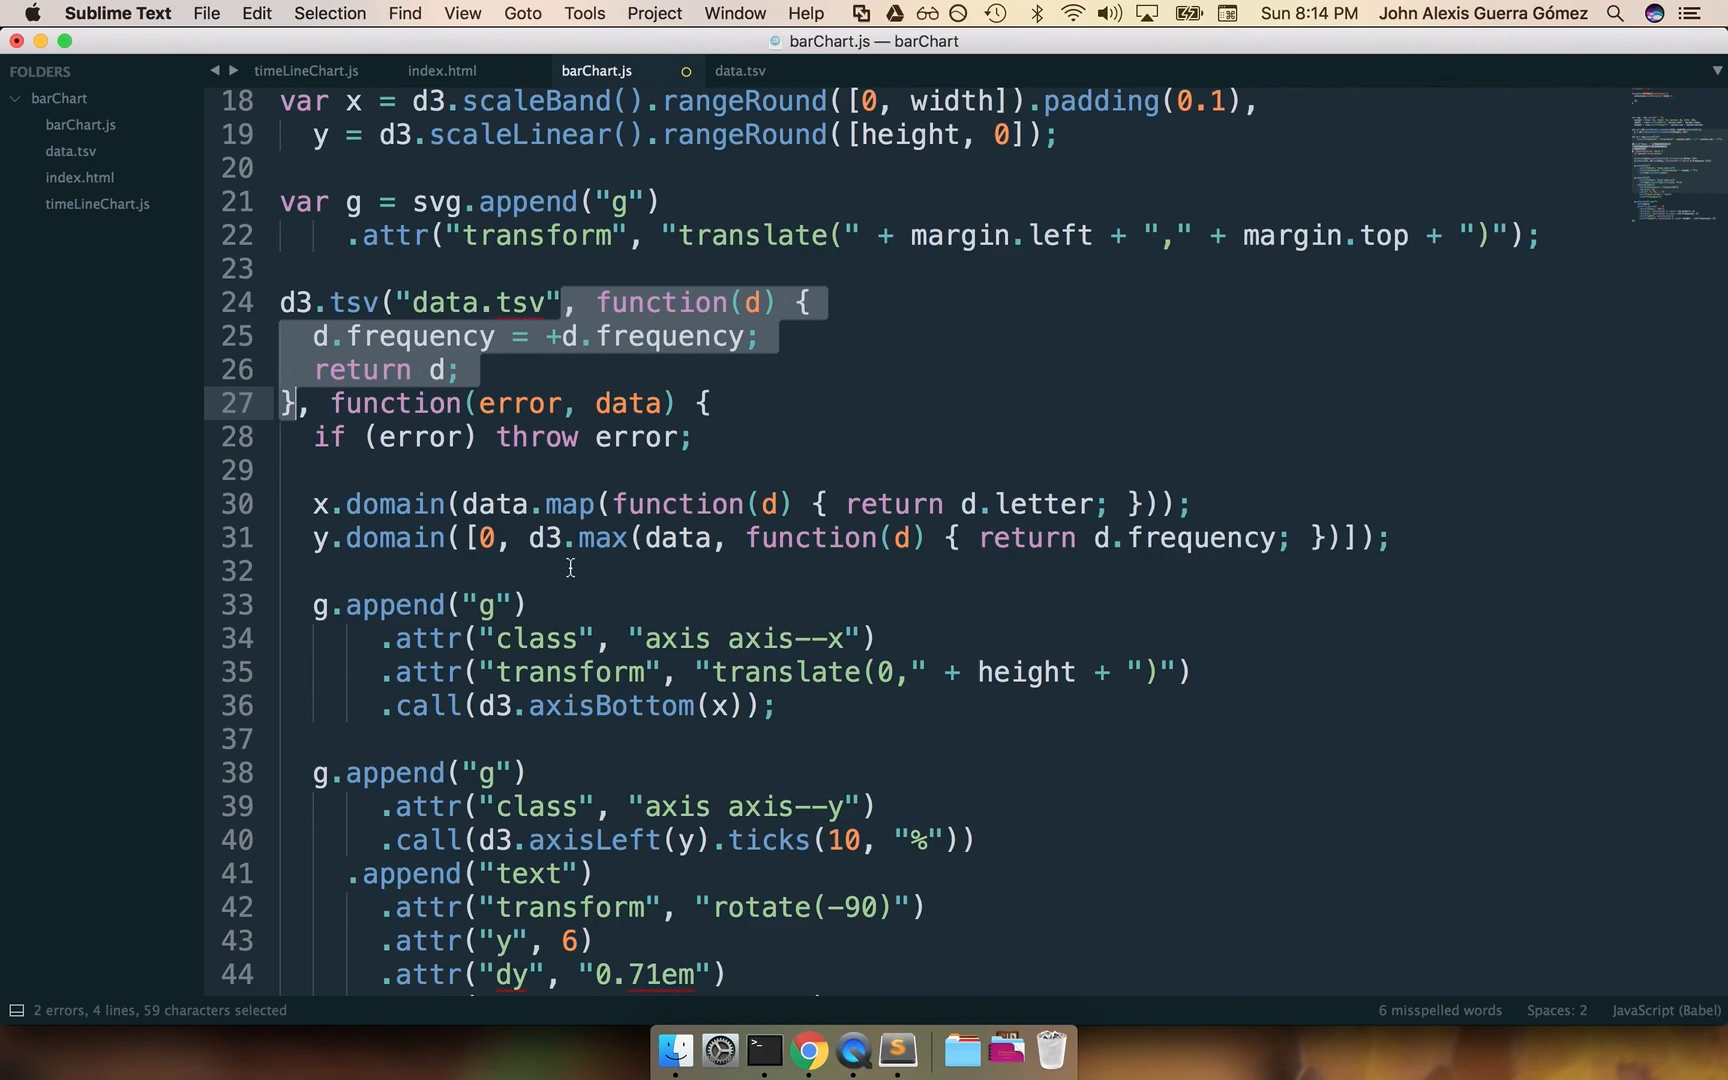 Sublime Text File Edit Selection Find View Goto Tools Project Window Help Sun 8:14 PM John Alexis Guerra Gómez
barChart.js — barChart
FOLDERS
barChart
barChart.js
data.tsv
index.html
timeLineChart.js
timeLineChart.js index.html barChart.js data.tsv
18 var x = d3.scaleBand().rangeRound([0, width]).padding(0.1),
19 y = d3.scaleLinear().rangeRound([height, 0]);
20
21 var g = svg.append("g")
22 .attr("transform", "translate(" + margin.left + "," + margin.top + ")");
23
24 d3.tsv("data.tsv", function(d) {
25 d.frequency = +d.frequency;
26 return d;
27 }, function(error, data) {
28 if (error) throw error;
29
30 x.domain(data.map(function(d) { return d.letter; }));
31 y.domain([0, d3.max(data, function(d) { return d.frequency; })]);
32
33 g.append("g")
34 .attr("class", "axis axis--x")
35 .attr("transform", "translate(0," + height + ")")
36 .call(d3.axisBottom(x));
37
38 g.append("g")
39 .attr("class", "axis axis--y")
40 .call(d3.axisLeft(y).ticks(10, "%"))
41 .append("text")
42 .attr("transform", "rotate(-90)")
43 .attr("y", 6)
44 .attr("dy", "0.71em")
2 errors, 4 lines, 59 characters selected 6 misspelled words Spaces: 2 JavaScript (Babel)